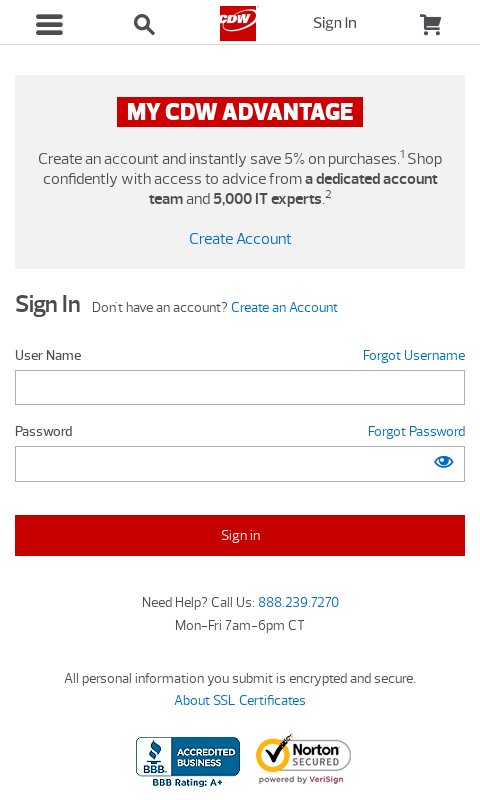 CDW
Sign In
MY CDW ADVANTAGE
Create an account and instantly save 5% on purchases.1 Shop
confidently with access to advice from a dedicated account
team and 5,000 IT experts.2
Create Account
Sign In Don't have an account? Create an Account
User Name Forgot Username
Password Forgot Password
Sign in
Need Help? Call Us: 888.239.7270
Mon-Fri 7am-6pm CT
All personal information you submit is encrypted and secure.
About SSL Certificates
BBB. ACCREDITED BUSINESS
BBB Rating: A+
Norton
SECURED
powered by VeriSign